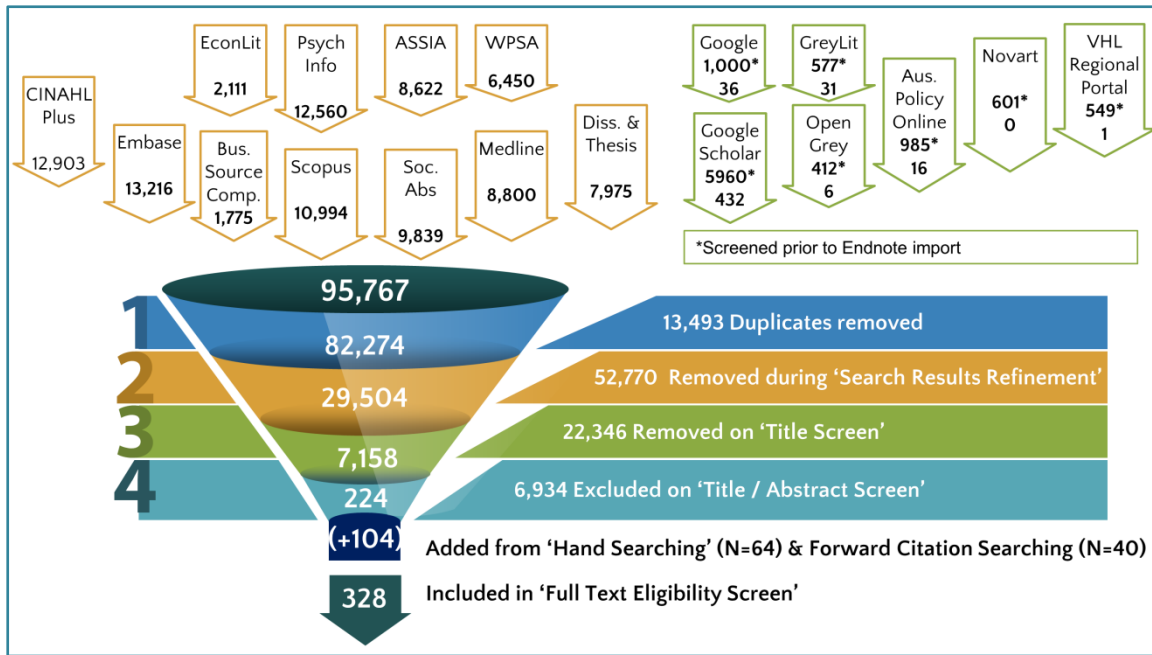 CINAHL
Plus
12,903
Embase
13,216
EconLit
2,111
Bus.
Source
Comp.
1,775
Psych
Info
12,560
Scopus
10,994
ASSIA
8,622
Soc.
Abs
9,839
WPSA
6,450
Medline
8,800
Diss. &
Thesis
7,975
Google
1,000*
36
Google
Scholar
5960*
432
GreyLit
577*
31
Open
Grey
412*
6
Aus.
Policy
Online
985*
16
Novart
601*
0
VHL
Regional
Portal
549*
1
*Screened prior to Endnote import
95,767
1
82,274
13,493 Duplicates removed
2
29,504
52,770 Removed during ‘Search Results Refinement’
3
7,158
22,346 Removed on ‘Title Screen’
4
224
6,934 Excluded on ‘Title / Abstract Screen’
(+104)
Added from ‘Hand Searching’ (N=64) & Forward Citation Searching (N=40)
328
Included in ‘Full Text Eligibility Screen’